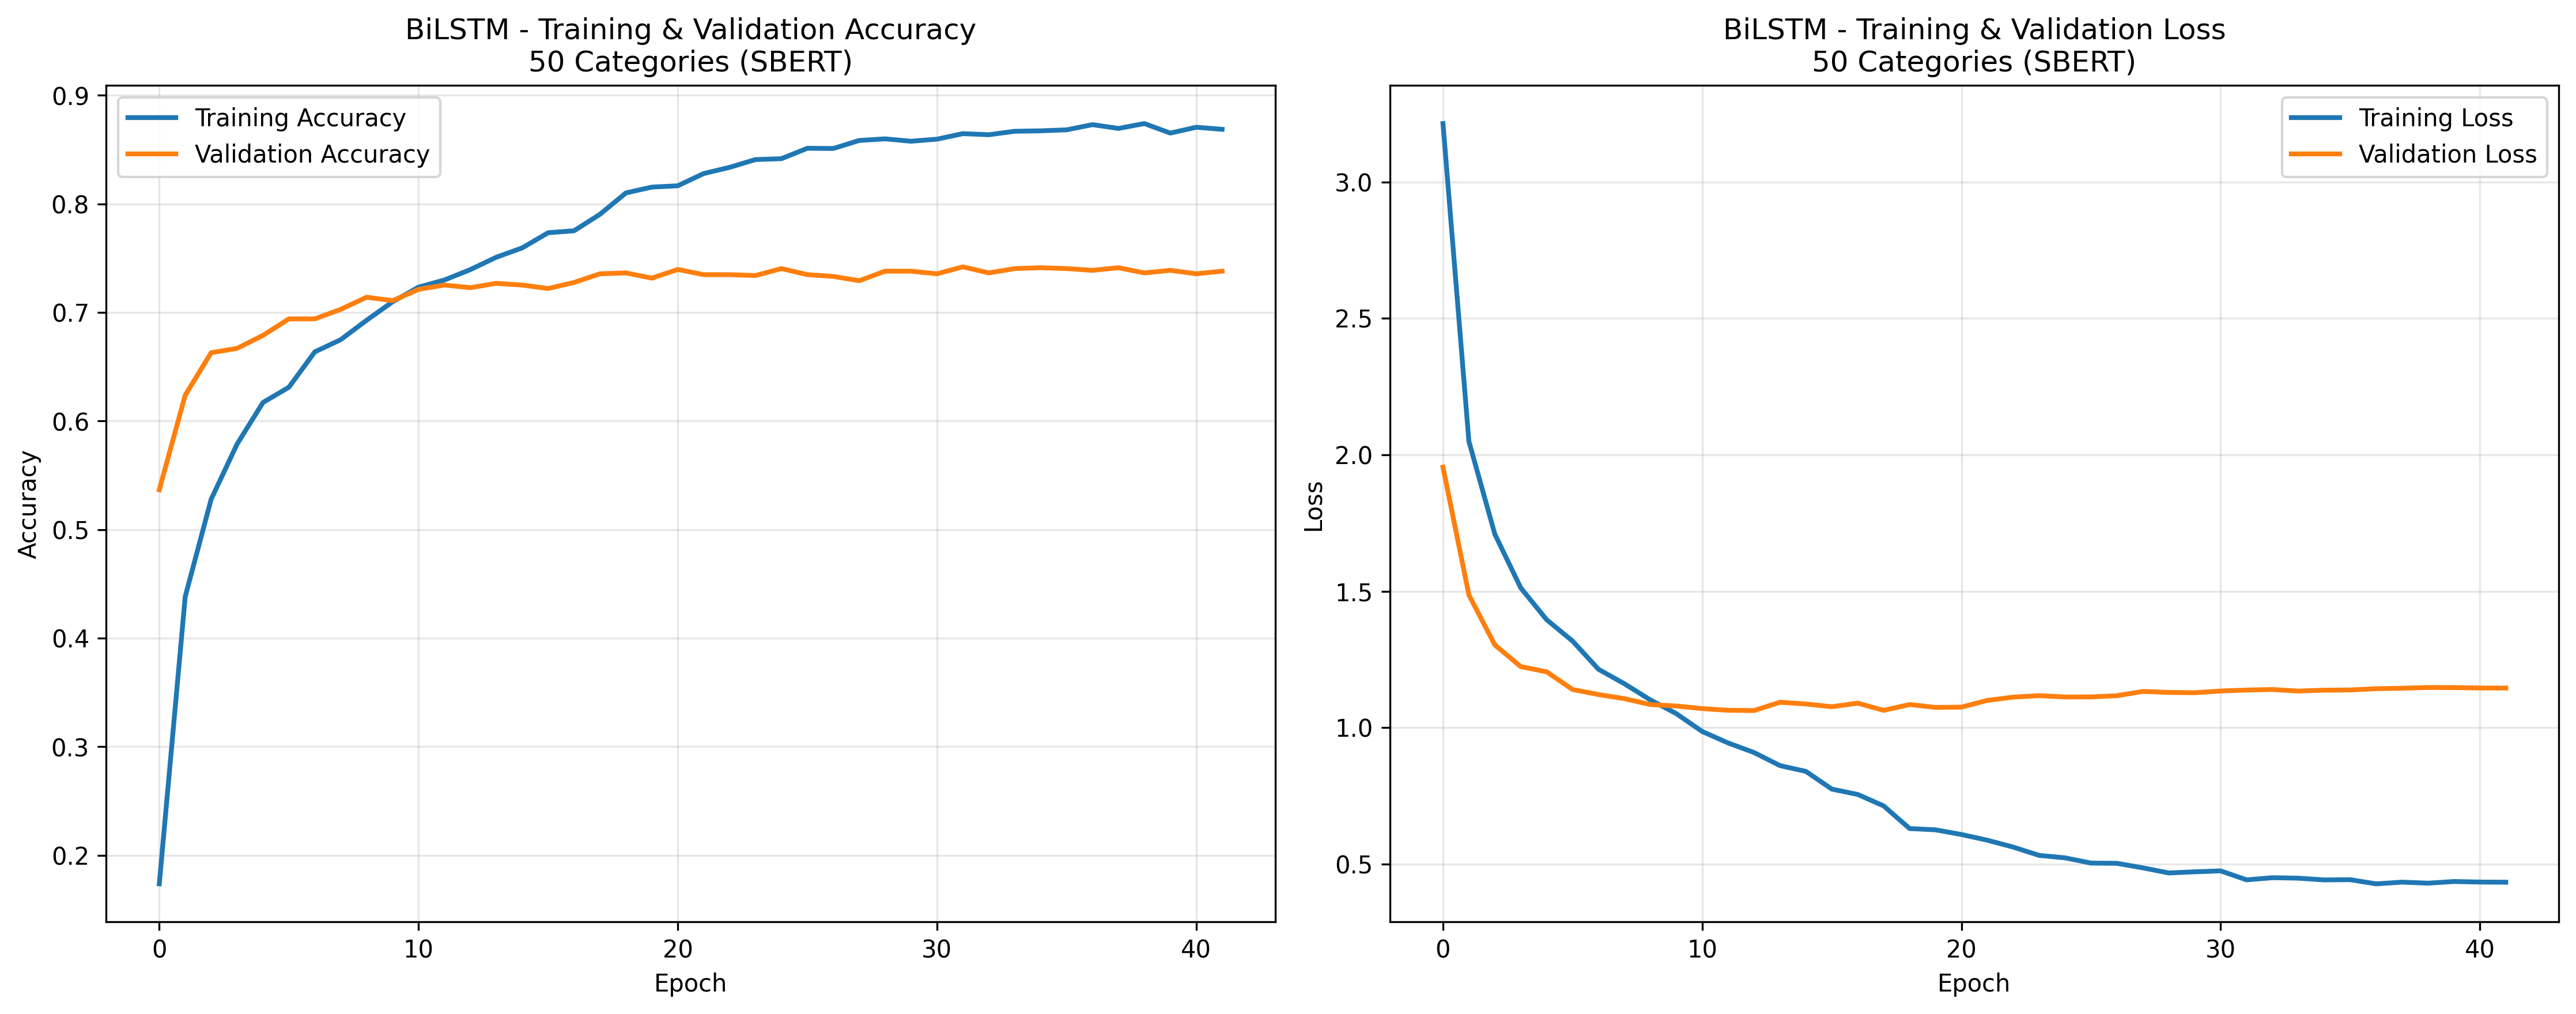 BiLSTM - Training & Validation Accuracy
50 Categories (SBERT)
Training Accuracy
Validation Accuracy
0.9
0.8
0.7
0.6
0.5
0.4
0.3
0.2
Accuracy
0 10 20 30 40
Epoch
BiLSTM - Training & Validation Loss
50 Categories (SBERT)
Training Loss
Validation Loss
3.0
2.5
2.0
1.5
1.0
0.5
Loss
0 10 20 30 40
Epoch